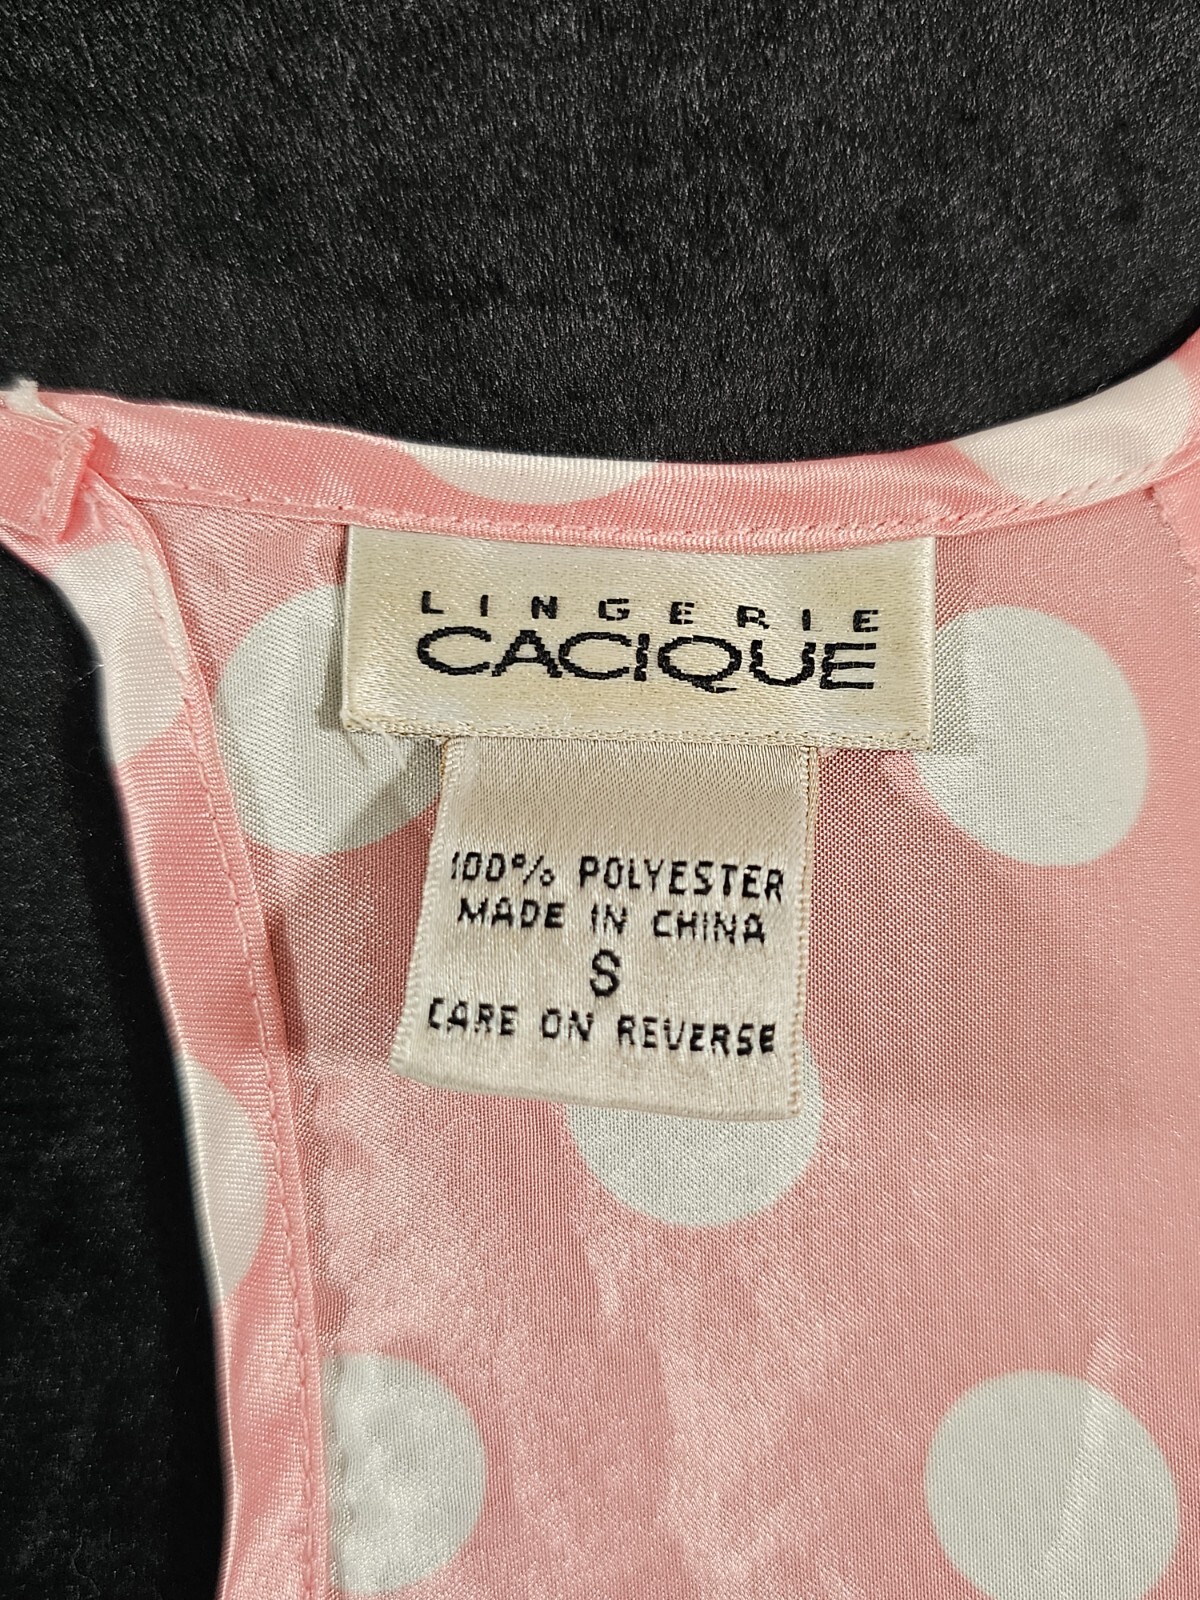 LINGERIE
CACIQUE
100% POLYESTER
MADE IN CHINA
S
CARE ON REVERSE